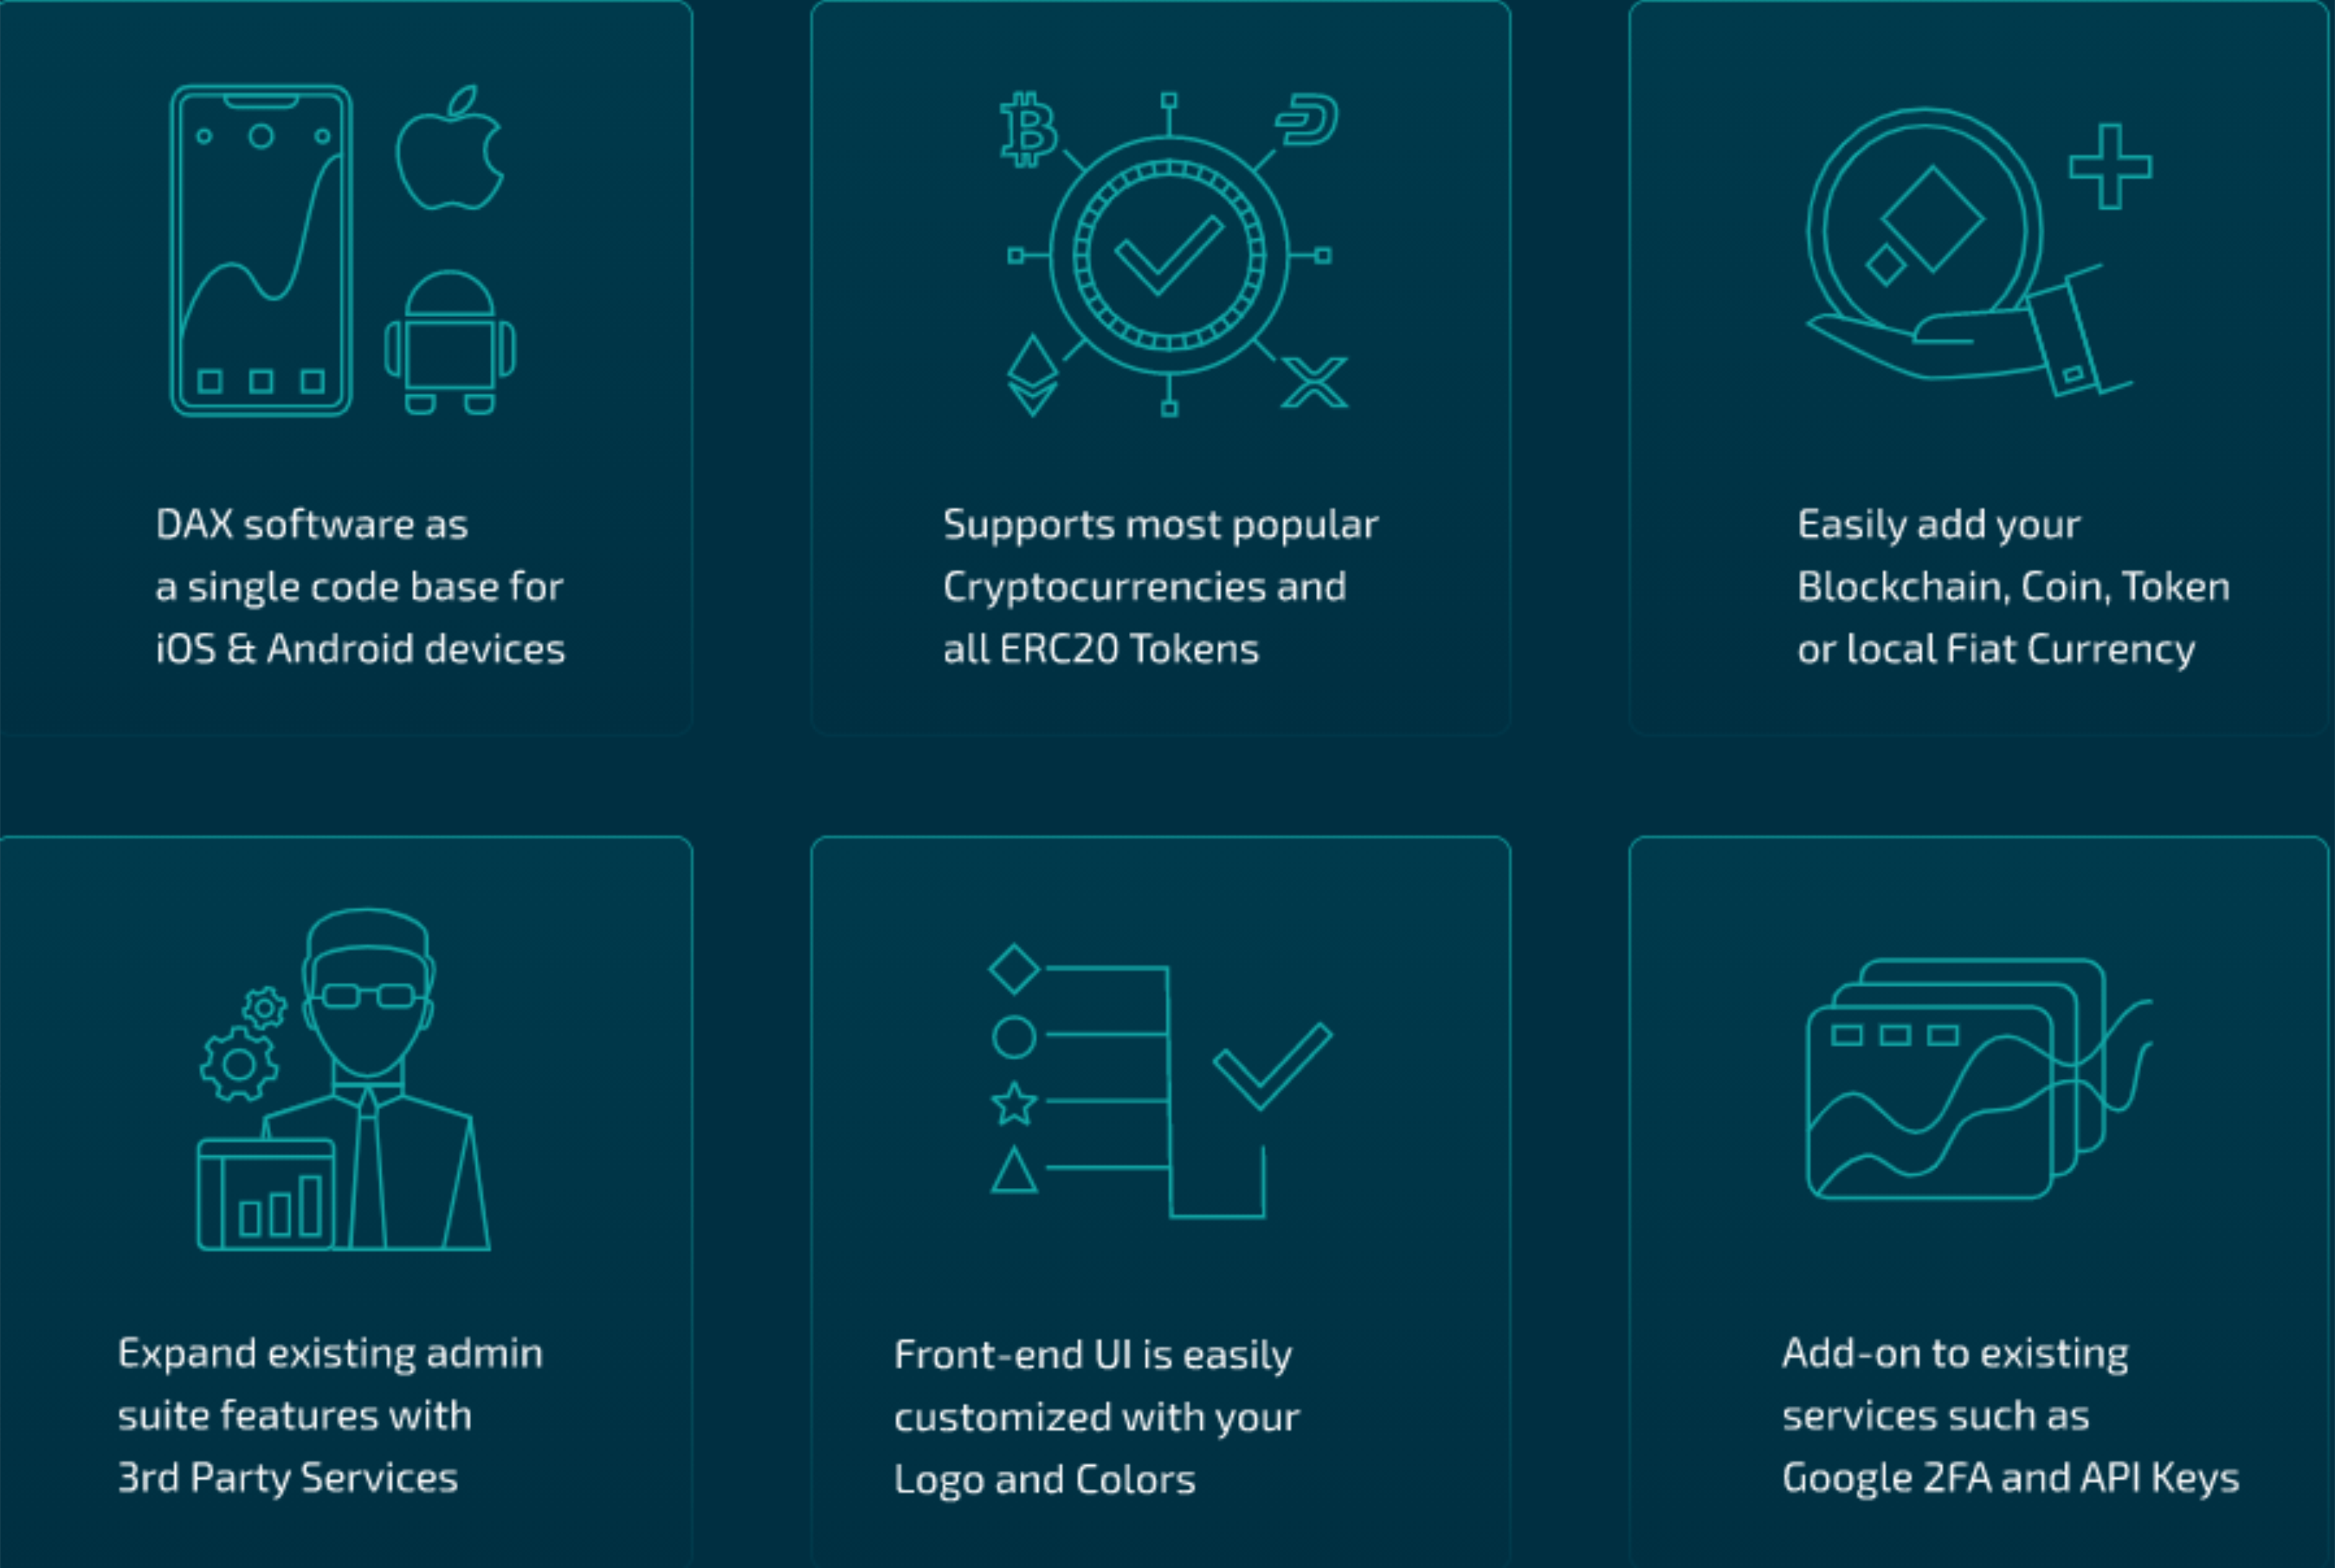 DAX software as
a single code base for
iOS & Android devices
Supports most popular
Cryptocurrencies and
all ERC20 Tokens
Easily add your
Blockchain, Coin, Token
or local Fiat Currency
Expand existing admin
suite features with
3rd Party Services
Front-end UI is easily
customized with your
Logo and Colors
Add-on to existing
services such as
Google 2FA and API Keys